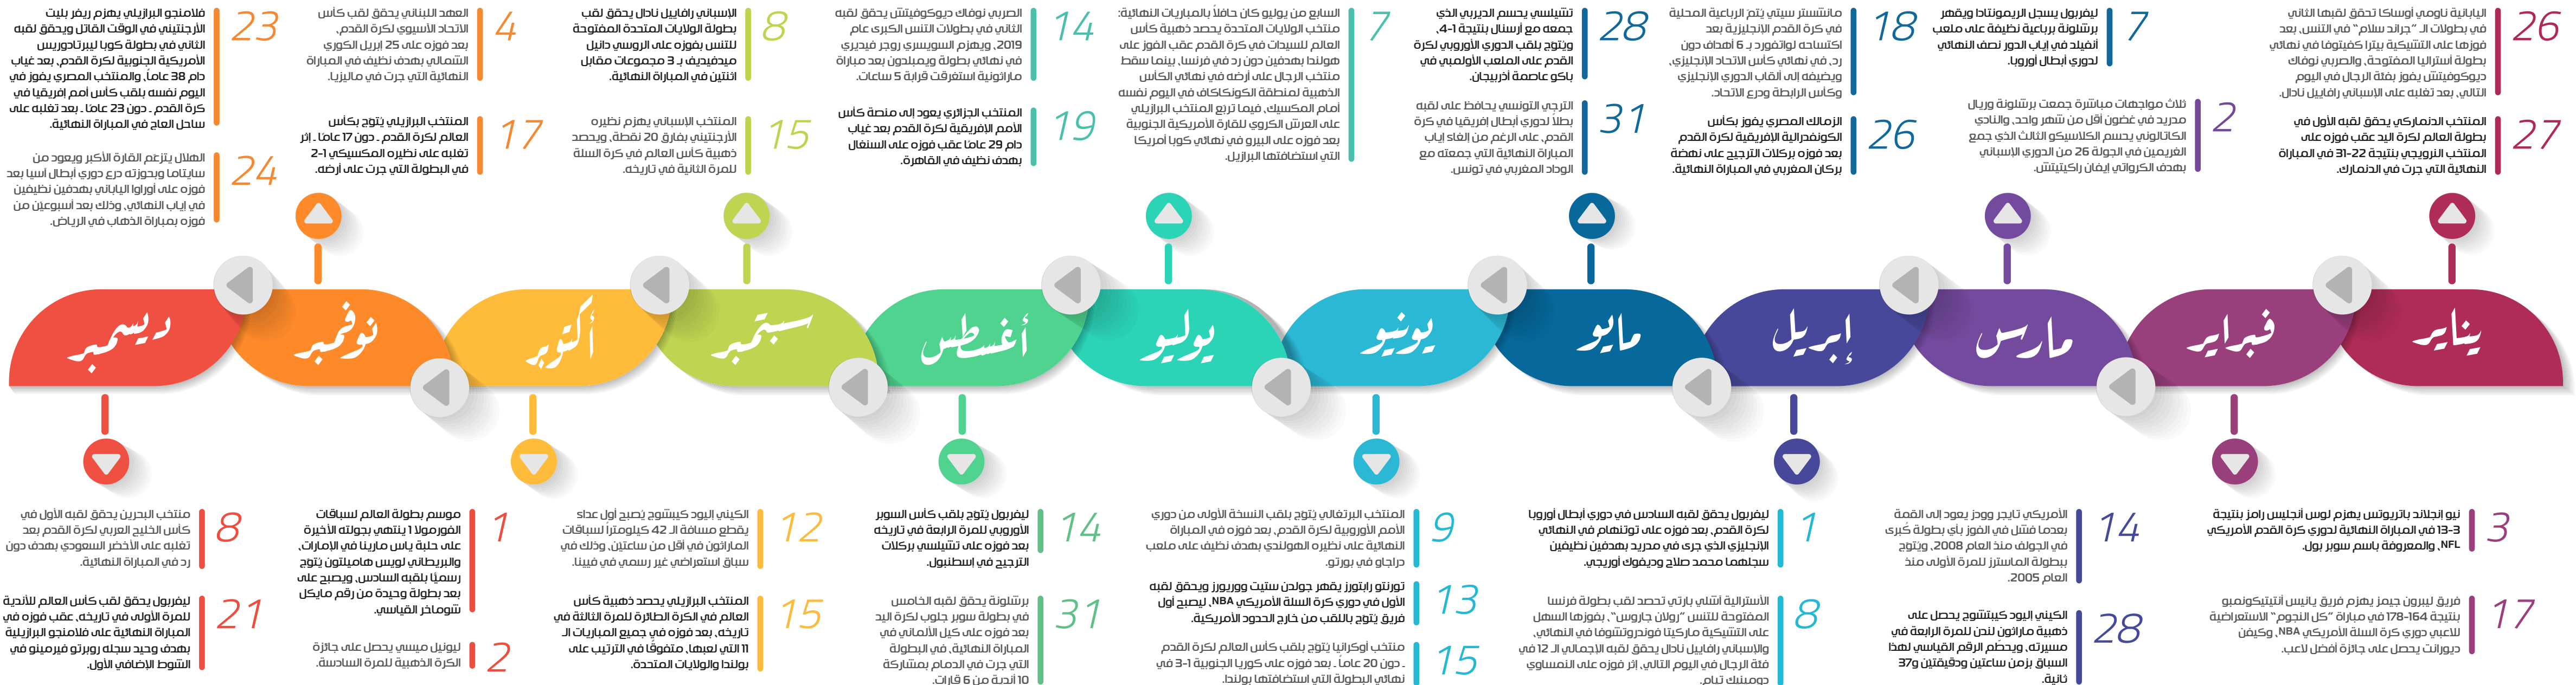 26
اليابانية ناومي أوساكا تحقق لقبها الثاني
في بطولات الـ "جراند سلام" في التنس، بعد
فوزها على التشيكية بيترا كفيتوفا في نهائي
بطولة أستراليا المفتوحة، والصربي نوفاك
ديوكوفيتش يفوز بفئة الرجال في اليوم
التالي، بعد تغلبه على الإسباني رافاييل نادال.
27
المنتخب الدنماركي يحقق لقبه الأول في
بطولة العالم لكرة اليد عقب فوزه على
المنتخب النرويجي بنتيجة 22-31 في المباراة
النهائية التي جرت في الدنمارك.
2
ثلاث مواجهات مباشرة جمعت برشلونة وريال
مدريد في غضون أقل من شهر واحد، والنادي
الكاتالوني يحسم الكلاسيكو الثالث الذي جمع
الغريمين في الجولة 26 من الدوري الإسباني
بهدف الكرواتي إيفان راكيتيتش.
7
ليفربول يسجل الريمونتادا ويقهر
برشلونة برباعية نظيفة على ملعب
أنفيلد في إياب الدور نصف النهائي
لدوري أبطال أوروبا.
18
مانشستر سيتي يُتمّ الرباعية المحلية
في كرة القدم الإنجليزية بعد
اكتساحه لواتفورد بـ 6 أهداف دون
رد، في نهائي كأس الاتحاد الإنجليزي،
ويضيفه إلى ألقاب الدوري الإنجليزي
وكأس الرابطة ودرع الاتحاد.
26
الزمالك المصري يفوز بكأس
الكونفدرالية الإفريقية لكرة القدم
بعد فوزه بركلات الترجيح على نهضة
بركان المغربي في المباراة النهائية.
28
تشيلسي يحسم الديربي الذي
جمعه مع أرسنال بنتيجة 1-4،
ويُتوّج بلقب الدوري الأوروبي لكرة
القدم على الملعب الأولمبي في
باكو عاصمة أذربيجان.
31
الترجي التونسي يحافظ على لقبه
بطلاً لدوري أبطال إفريقيا في كرة
القدم، على الرغم من إلغاء إياب
المباراة النهائية التي جمعته مع
الوداد المغربي في تونس.
7
السابع من يوليو كان حافلاً بالمباريات النهائية:
منتخب الولايات المتحدة يحصد ذهبية كأس
العالم للسيدات في كرة القدم عقب الفوز على
هولندا بهدفين دون رد في فرنسا، بينما سقط
منتخب الرجال على أرضه في نهائي الكأس
الذهبية لمنطقة الكونكاكاف في اليوم نفسه
أمام المكسيك، فيما تربع المنتخب البرازيلي
على العرش الكروي للقارة الأمريكية الجنوبية
بعد فوزه على البيرو في نهائي كوبا أمريكا
التي استضافتها البرازيل.
14
الصربي نوفاك ديوكوفيتش يحقق لقبه
الثاني في بطولات التنس الكبرى عام
2019، ويهزم السويسري روجر فيديري
في نهائي بطولة ويمبلدون بعد مباراة
ماراثونية استغرقت قرابة 5 ساعات.
19
المنتخب الجزائري يعود إلى منصة كأس
الأمم الإفريقية لكرة القدم بعد غياب
دام 29 عامًا عقب فوزه على السنغال
بهدف نظيف في القاهرة.
8
الإسباني رافاييل نادال يحقق لقب
بطولة الولايات المتحدة المفتوحة
للتنس بفوزه على الروسي دانيل
ميدفيديف بـ 3 مجموعات مقابل
اثنتين في المباراة النهائية.
15
المنتخب الإسباني يهزم نظيره
الأرجنتيني بفارق 20 نقطة، ويحصد
ذهبية كأس العالم في كرة السلة
للمرة الثانية في تاريخه.
4
العهد اللبناني يحقق لقب كأس
الاتحاد الآسيوي لكرة القدم،
بعد فوزه على 25 إبريل الكوري
الشمالي بهدف نظيف في المباراة
النهائية التي جرت في ماليزيا.
17
المنتخب البرازيلي يُتوّج بكأس
العالم لكرة القدم ـ دون 17 عامًا ـ إثر
تغلبه على نظيره المكسيكي 1-2
في البطولة التي جرت على أرضه.
23
فلامنجو البرازيلي يهزم ريفر بليت
الأرجنتيني في الوقت القاتل ويحقق لقبه
الثاني في بطولة كوبا ليبرتادوريس
الأمريكية الجنوبية لكرة القدم، بعد غياب
دام 38 عاماً، والمنتخب المصري يفوز في
اليوم نفسه بلقب كأس أمم إفريقيا في
كرة القدم ـ دون 23 عامًا ـ بعد تغلبه على
ساحل العاج في المباراة النهائية.
24
الهلال يتزعم القارة الأكبر ويعود من
سايتاما وبحوزته درع دوري أبطال آسيا بعد
فوزه على أوراوا الياباني بهدفين نظيفين
في إياب النهائي، وذلك بعد أسبوعين من
فوزه بمباراة الذهاب في الرياض.
يناير
فبراير
مارس
إبريل
مايو
يونيو
يوليو
أغسطس
سبتمبر
أكتوبر
نوفمبر
ديسمبر
3
نيو إنجلاند باتريوتس يهزم لوس أنجليس رامز بنتيجة
3-13 في المباراة النهائية لدوري كرة القدم الأمريكي
NFL، والمعروفة باسم سوبر بول.
17
فريق ليبرون جيمز يهزم فريق يانيس أنتيتيكونمبو
بنتيجة 164-178 في مباراة "كل النجوم" الاستعراضية
للاعبي دوري كرة السلة الأمريكي NBA، وكيفن
ديورانت يحصل على جائزة أفضل لاعب.
14
الأمريكي تايجر وودز يعود إلى القمة
بعدما فشل في الفوز بأي بطولة كبرى
في الجولف منذ العام 2008، ويُتوّج
ببطولة الماسترز للمرة الأولى منذ
العام 2005.
28
الكيني إليود كيبتشوج يحصل على
ذهبية ماراثون لندن للمرة الرابعة في
مسيرته، ويحطّم الرقم القياسي لهذا
السباق بزمن ساعتين ودقيقتيْن و37
ثانية.
1
ليفربول يحقق لقبه السادس في دوري أبطال أوروبا
لكرة القدم، بعد فوزه على توتنهام في النهائي
الإنجليزي الذي جرى في مدريد بهدفين نظيفين
سجلهما محمد صلاح وديفوك أوريجي.
8
الأسترالية أشلي بارتي تحصد لقب بطولة فرنسا
المفتوحة للتنس "رولان جاروس"، بفوزها السهل
على التشيكية ماركيتا فوندروتشوفا في النهائي،
والإسباني رافاييل نادال يحقق لقبه الإجمالي الـ 12 في
فئة الرجال في اليوم التالي، إثر فوزه على النمساوي
دومينيك تيام.
9
المنتخب البرتغالي يُتوّج بلقب النسخة الأولى من دوري
الأمم الأوروبية لكرة القدم، بعد فوزه في المباراة
النهائية على نظيره الهولندي بهدف نظيف على ملعب
دراجاو في بورتو.
13
تورنتو رابتورز يقهر جولدن ستيت ووريورز ويحقق لقبه
الأول في دوري كرة السلة الأمريكي NBA، ليصبح أول
فريق يُتوج باللقب من خارج الحدود الأمريكية.
15
منتخب أوكرانيا يُتوّج بلقب كأس العالم لكرة القدم
ـ دون 20 عاماً ـ بعد فوزه على كوريا الجنوبية 1-3 في
نهائي البطولة التي استضافتها بولندا.
14
ليفربول يُتوّج بلقب كأس السوبر
الأوروبي للمرة الرابعة في تاريخه
بعد فوزه على تشيلسي بركلات
الترجيح في إسطنبول.
31
برشلونة يحقق لقبه الخامس
في بطولة سوبر جلوب لكرة اليد
بعد فوزه على كيل الألماني في
المباراة النهائية، في البطولة
التي جرت في الدمام بمشاركة
10 أندية من 6 قارات.
12
الكيني إليود كيبشوج يُصبح أول عداء
يقطع مسافة الـ 42 كيلومتراً لسباقات
الماراثون في أقل من ساعتيْن، وذلك في
سباق استعراضي غير رسمي في فيينا.
15
المنتخب البرازيلي يحصد ذهبية كأس
العالم في الكرة الطائرة للمرة الثالثة في
تاريخه، بعد فوزه في جميع المباريات الـ
11 التي لعبها، متفوقًا في الترتيب على
بولندا والولايات المتحدة.
1
موسم بطولة العالم لسباقات
الفورمولا 1 ينتهي بجولته الأخيرة
على حلبة ياس مارينا في الإمارات،
والبريطاني لويس هاميلتون يُتوّج
رسميًا بلقبه السادس، ويصبح على
بعد بطولة وحيدة من رقم مايكل
شوماخر القياسي.
2
ليونيل ميسي يحصل على جائزة
الكرة الذهبية للمرة السادسة.
8
منتخب البحرين يحقق لقبه الأول في
كأس الخليج العربي لكرة القدم بعد
تغلبه على الأخضر السعودي بهدف دون
رد في المباراة النهائية.
21
ليفربول يحقق لقب كأس العالم للأندية
للمرة الأولى في تاريخه، عقب فوزه في
المباراة النهائية على فلامنجو البرازيلية
بهدف وحيد سجله روبرتو فيرمينو في
الشوط الإضافي الأول.